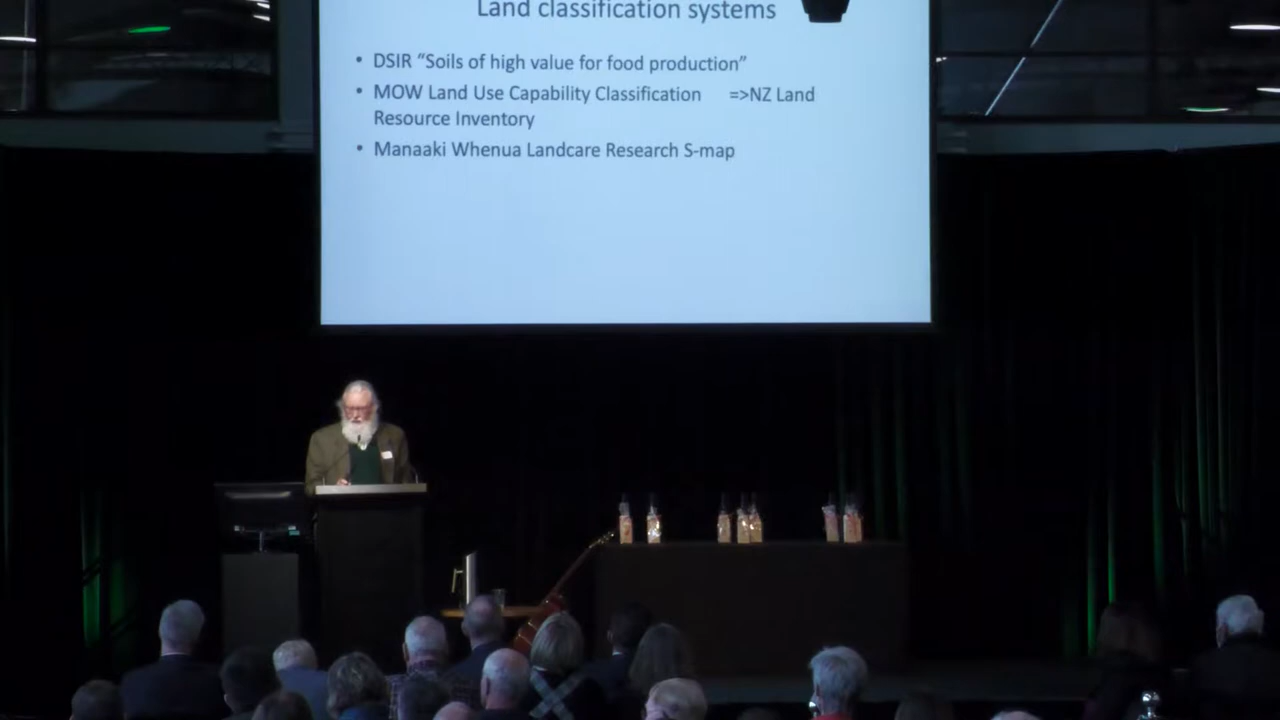 Land classification systems
• DSIR “Soils of high value for food production”
• MOW Land Use Capability Classification =>NZ Land
Resource Inventory
• Manaaki Whenua Landcare Research S-map